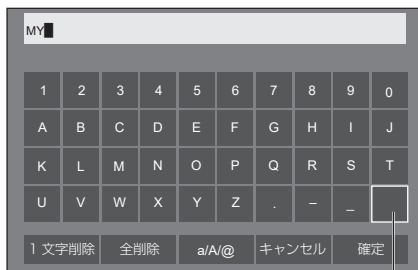 MY
1 2 3 4 5 6 7 8 9 0
A B C D E F G H I J
K L M N O P Q R S T
U V W X Y Z . – _
1 文字削除 全削除 a/A/@ キャンセル 確定